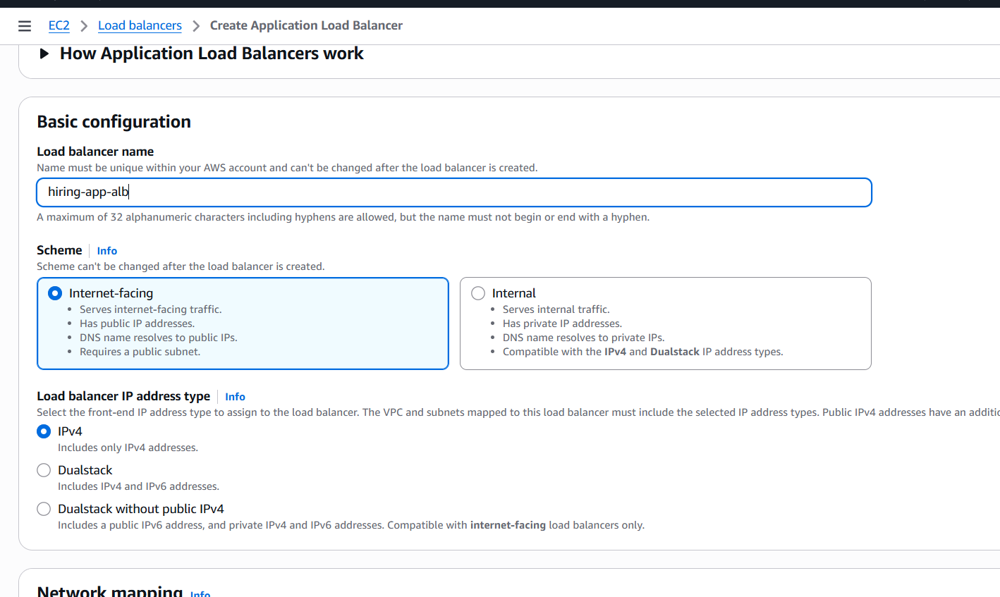 EC2 > Load balancers > Create Application Load Balancer
How Application Load Balancers work
Basic configuration
Load balancer name
Name must be unique within your AWS account and can't be changed after the load balancer is created.
hiring-app-alb
A maximum of 32 alphanumeric characters including hyphens are allowed, but the name must not begin or end with a hyphen.
Scheme | Info
Scheme can't be changed after the load balancer is created.
Internet-facing
• Serves internet-facing traffic.
• Has public IP addresses.
• DNS name resolves to public IPs.
• Requires a public subnet.
Internal
• Serves internal traffic.
• Has private IP addresses.
• DNS name resolves to private IPs.
• Compatible with the IPv4 and Dualstack IP address types.
Load balancer IP address type | Info
Select the front-end IP address type to assign to the load balancer. The VPC and subnets mapped to this load balancer must include the selected IP address types. Public IPv4 addresses have an additic
IPv4
Includes only IPv4 addresses.
Dualstack
Includes IPv4 and IPv6 addresses.
Dualstack without public IPv4
Includes a public IPv6 address, and private IPv4 and IPv6 addresses. Compatible with internet-facing load balancers only.
Network mapping Info